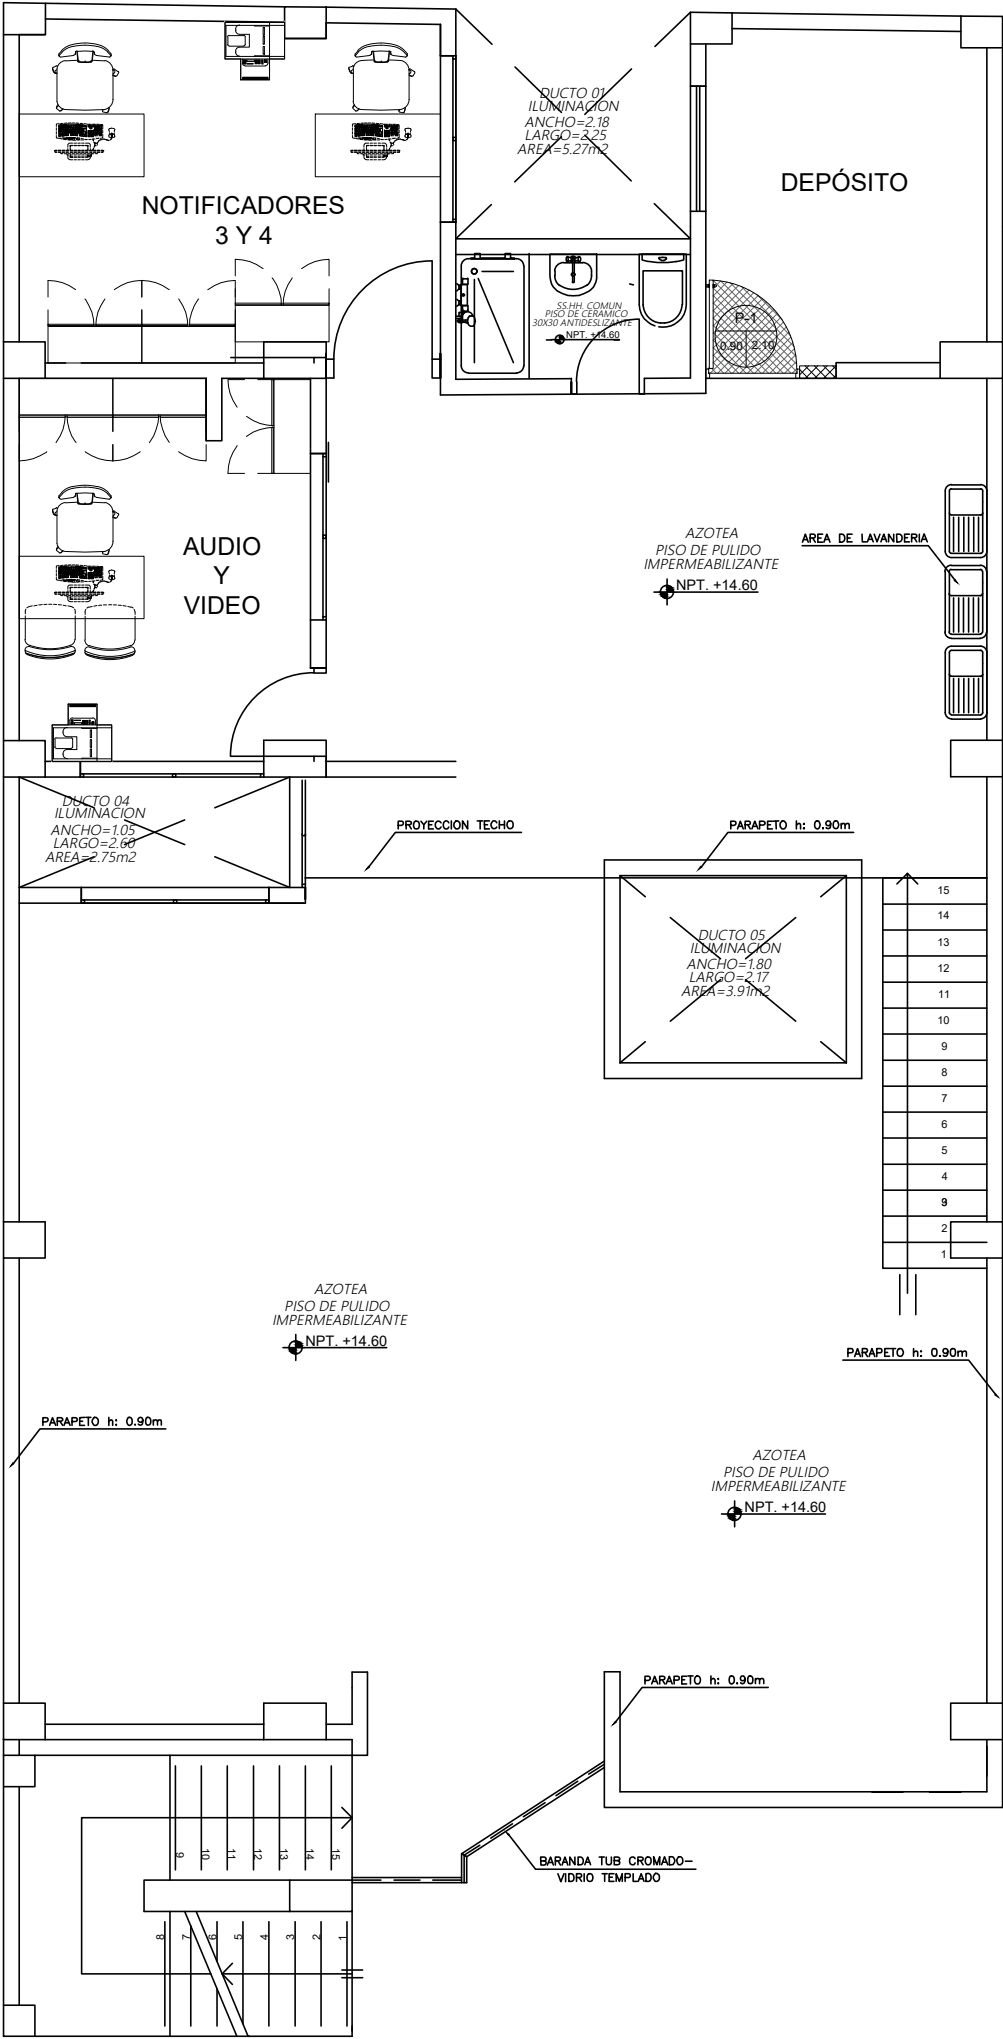 DUCTO 01
ILUMINACION
ANCHO=2.18
LARGO=2.25
AREA=5.27m2
DEPÓSITO
NOTIFICADORES
3 Y 4
SS.HH. COMUN
PISO DE CERAMICO
30X30 ANTIDESLIZANTE
NPT. +14.60
P-1
0.90
2.10
AUDIO
Y
VIDEO
AZOTEA
PISO DE PULIDO
IMPERMEABILIZANTE
NPT. +14.60
AREA DE LAVANDERIA
DUCTO 04
ILUMINACION
ANCHO=1.05
LARGO=2.60
AREA=2.75m2
PROYECCION TECHO
PARAPETO h: 0.90m
DUCTO 05
ILUMINACION
ANCHO=1.80
LARGO=2.17
AREA=3.91m2
15
14
13
12
11
10
9
8
7
6
5
4
2
1
AZOTEA
PISO DE PULIDO
IMPERMEABILIZANTE
NPT. +14.60
PARAPETO h: 0.90m
PARAPETO h: 0.90m
AZOTEA
PISO DE PULIDO
IMPERMEABILIZANTE
NPT. +14.60
PARAPETO h: 0.90m
9
10
11
12
13
14
15
BARANDA TUB CROMADO-
VIDRIO TEMPLADO
8
7
6
5
4
3
2
1